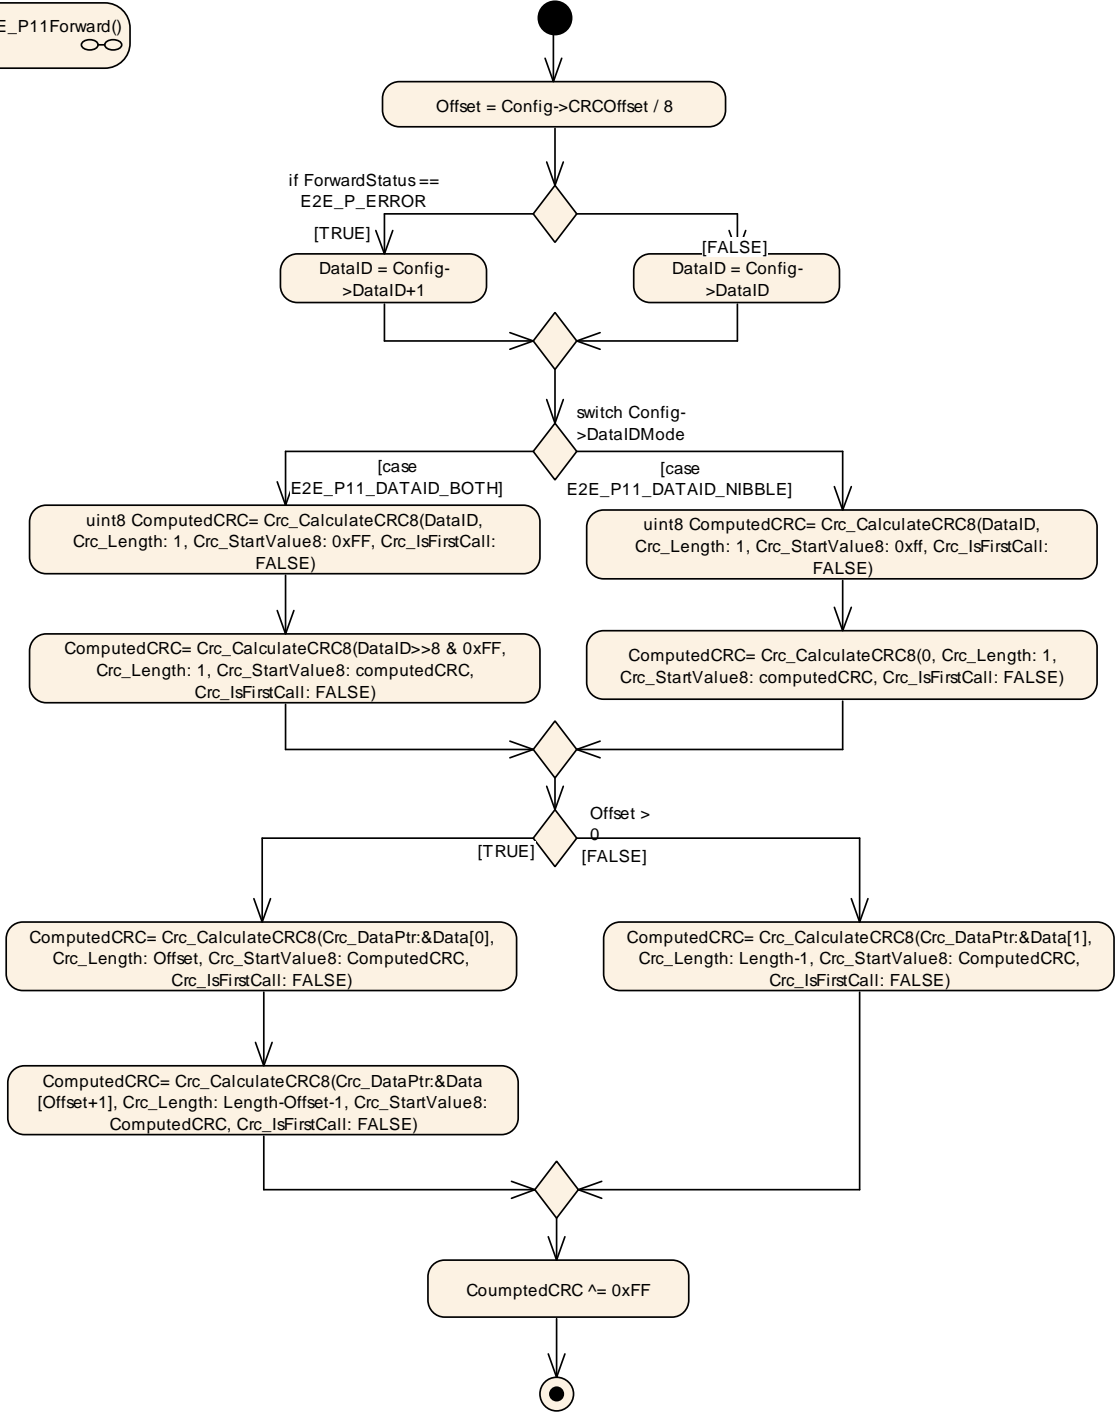 E_P11Forward()
Offset = Config->CRCOffset / 8
if ForwardStatus ==
E2E_P_ERROR
[TRUE]
[FALSE]
DataID = Config-
>DataID+1
DataID = Config-
>DataID
switch Config-
>DataIDMode
[case
E2E_P11_DATAID_BOTH]
[case
E2E_P11_DATAID_NIBBLE]
uint8 ComputedCRC= Crc_CalculateCRC8(DataID,
Crc_Length: 1, Crc_StartValue8: 0xFF, Crc_IsFirstCall:
FALSE)
uint8 ComputedCRC= Crc_CalculateCRC8(DataID,
Crc_Length: 1, Crc_StartValue8: 0xff, Crc_IsFirstCall:
FALSE)
ComputedCRC= Crc_CalculateCRC8(DataID>>8 & 0xFF,
Crc_Length: 1, Crc_StartValue8: computedCRC,
Crc_IsFirstCall: FALSE)
ComputedCRC= Crc_CalculateCRC8(0, Crc_Length: 1,
Crc_StartValue8: computedCRC, Crc_IsFirstCall: FALSE)
Offset >
0
[TRUE]
[FALSE]
ComputedCRC= Crc_CalculateCRC8(Crc_DataPtr:&Data[0],
Crc_Length: Offset, Crc_StartValue8: ComputedCRC,
Crc_IsFirstCall: FALSE)
ComputedCRC= Crc_CalculateCRC8(Crc_DataPtr:&Data[1],
Crc_Length: Length-1, Crc_StartValue8: ComputedCRC,
Crc_IsFirstCall: FALSE)
ComputedCRC= Crc_CalculateCRC8(Crc_DataPtr:&Data
[Offset+1], Crc_Length: Length-Offset-1, Crc_StartValue8:
ComputedCRC, Crc_IsFirstCall: FALSE)
CoumptedCRC ^= 0xFF